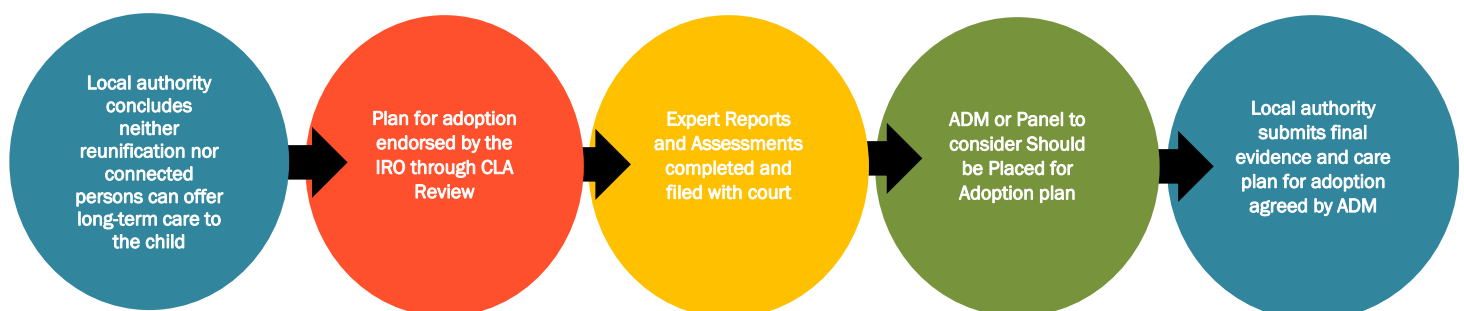 Local authority
concludes
neither
reunification nor
connected
persons can offer
long-term care to
the child
Plan for adoption
endorsed by the
IRO through CLA
Review
Expert Reports
and Assessments
completed and
filed with court
ADM or Panel to
consider Should
be Placed for
Adoption plan
Local authority
submits final
evidence and care
plan for adoption
agreed by ADM